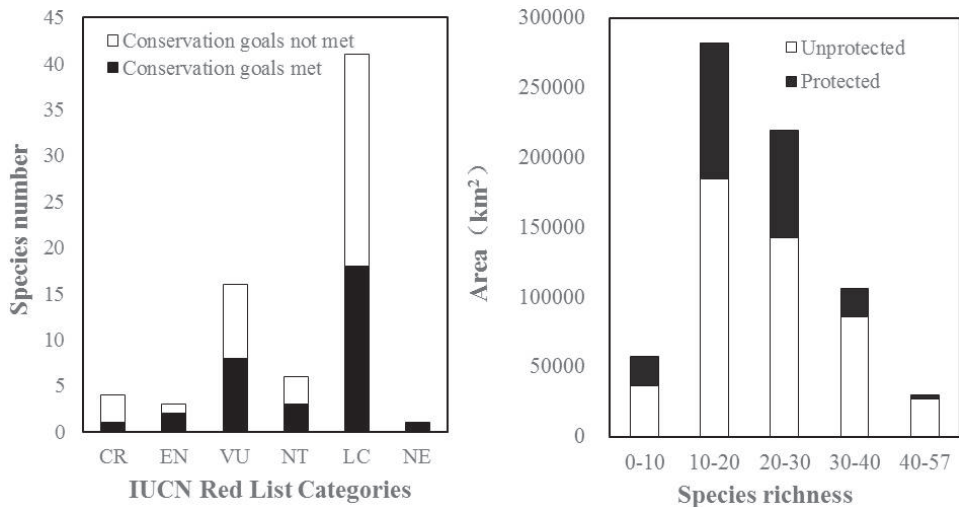 45
40
35
30
25
20
15
10
5
0
Species number
Conservation goals not met
Conservation goals met
CR EN VU NT LC NE
IUCN Red List Categories
300000
250000
200000
150000
100000
50000
0
Area（km²）
Unprotected
Protected
0-10 10-20 20-30 30-40 40-57
Species richness